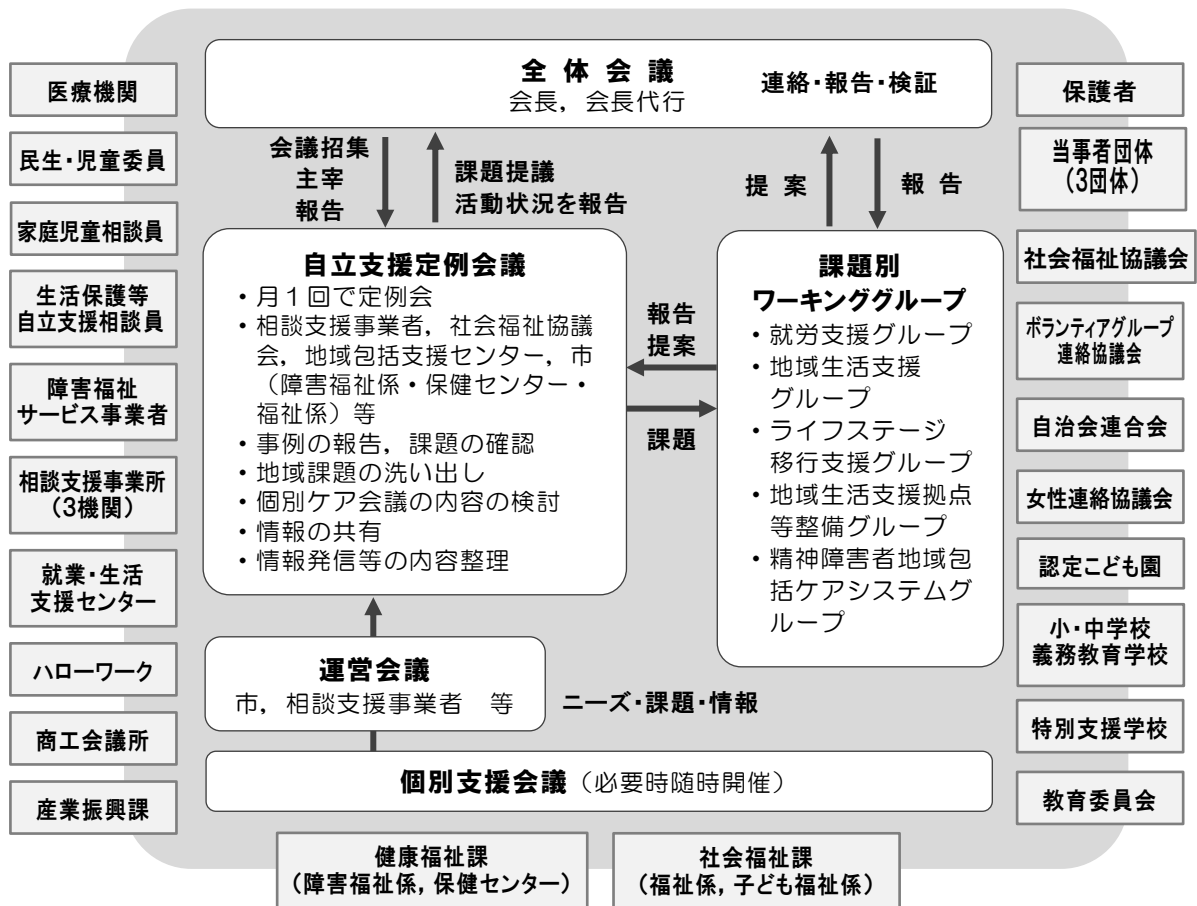 全体会議
会長，会長代行
連絡・報告・検証
会議招集
主宰
報告
課題提議
活動状況を報告
提案
報告
自立支援定例会議
・月１回で定例会
・相談支援事業者，社会福祉協議
会，地域包括支援センター，市
（障害福祉係・保健センター・
福祉係）等
・事例の報告，課題の確認
・地域課題の洗い出し
・個別ケア会議の内容の検討
・情報の共有
・情報発信等の内容整理
報告
提案
課題
課題別
ワーキンググループ
・就労支援グループ
・地域生活支援
グループ
・ライフステージ
移行支援グループ
・地域生活支援拠点
等整備グループ
・精神障害者地域包
括ケアシステムグ
ループ
運営会議
市，相談支援事業者　等
ニーズ・課題・情報
個別支援会議（必要時随時開催）
医療機関
民生・児童委員
家庭児童相談員
生活保護等
自立支援相談員
障害福祉
サービス事業者
相談支援事業所
（3機関）
就業・生活
支援センター
ハローワーク
商工会議所
産業振興課
保護者
当事者団体
（3団体）
社会福祉協議会
ボランティアグループ
連絡協議会
自治会連合会
女性連絡協議会
認定こども園
小・中学校
義務教育学校
特別支援学校
教育委員会
健康福祉課
（障害福祉係，保健センター）
社会福祉課
（福祉係，子ども福祉係）